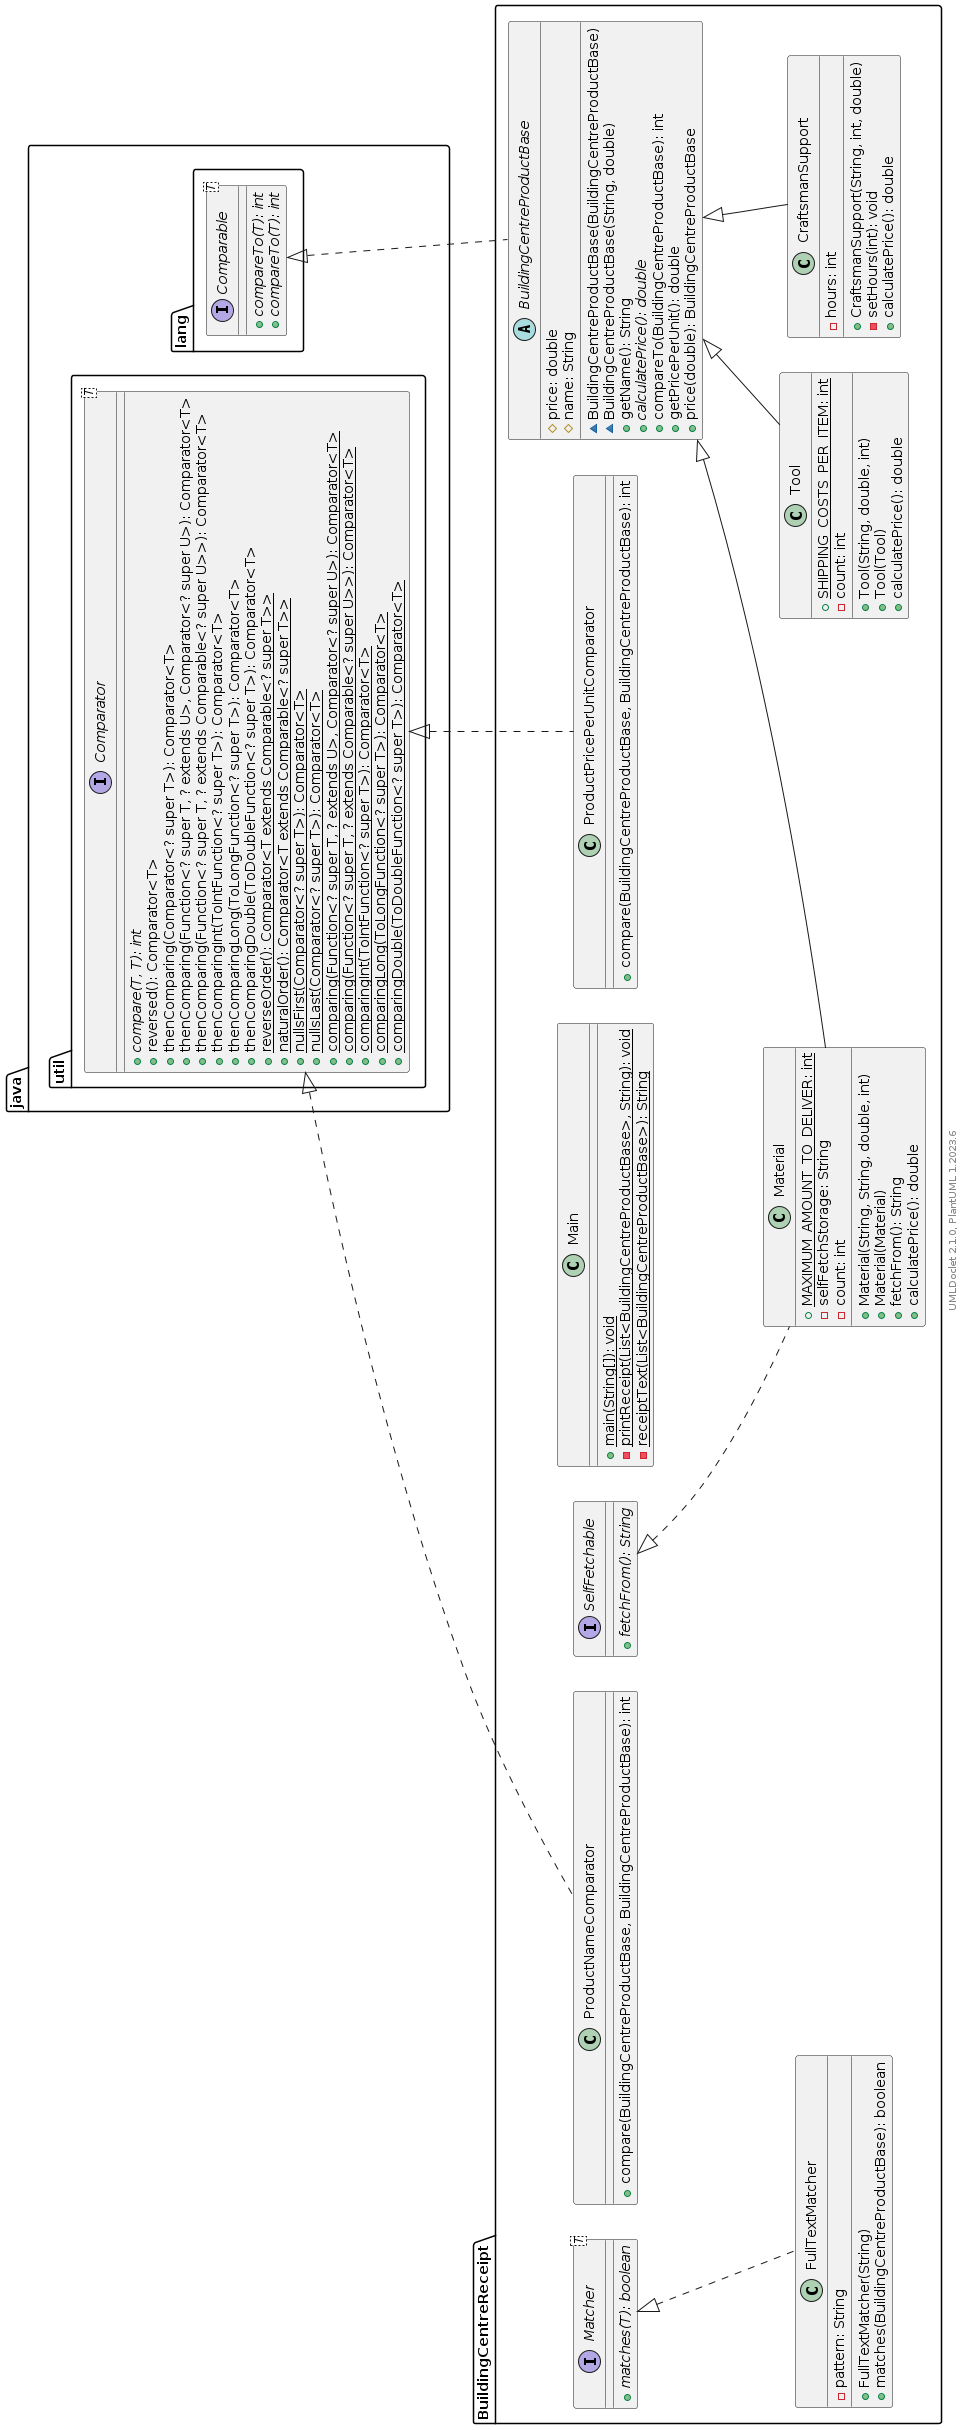 java
util
I Comparator
T
compare(T, T): int
reversed(): Comparator<T>
thenComparing(Comparator<? super T>): Comparator<T>
thenComparing(Function<? super T, ? extends U>, Comparator<? super U>): Comparator<T>
thenComparing(Function<? super T, ? extends Comparable<? super U>>): Comparator<T>
thenComparingInt(ToIntFunction<? super T>): Comparator<T>
thenComparingLong(ToLongFunction<? super T>): Comparator<T>
thenComparingDouble(ToDoubleFunction<? super T>): Comparator<T>
reverseOrder(): Comparator<T extends Comparable<? super T>>
naturalOrder(): Comparator<T extends Comparable<? super T>>
nullsFirst(Comparator<? super T>): Comparator<T>
nullsLast(Comparator<? super T>): Comparator<T>
comparing(Function<? super T, ? extends U>, Comparator<? super U>): Comparator<T>
comparing(Function<? super T, ? extends Comparable<? super U>>): Comparator<T>
comparingInt(ToIntFunction<? super T>): Comparator<T>
comparingLong(ToLongFunction<? super T>): Comparator<T>
comparingDouble(ToDoubleFunction<? super T>): Comparator<T>
lang
I Comparable
T
compareTo(T): int
compareTo(T): int
BuildingCentreReceipt
I Matcher
T
matches(T): boolean
C ProductNameComparator
compare(BuildingCentreProductBase, BuildingCentreProductBase): int
I SelfFetchable
fetchFrom(): String
C Main
main(String[]): void
printReceipt(List<BuildingCentreProductBase>, String): void
receiptText(List<BuildingCentreProductBase>): String
C ProductPricePerUnitComparator
compare(BuildingCentreProductBase, BuildingCentreProductBase): int
A BuildingCentreProductBase
price: double
name: String
BuildingCentreProductBase(BuildingCentreProductBase)
BuildingCentreProductBase(String, double)
getName(): String
calculatePrice(): double
compareTo(BuildingCentreProductBase): int
getPricePerUnit(): double
price(double): BuildingCentreProductBase
C FullTextMatcher
pattern: String
FullTextMatcher(String)
matches(BuildingCentreProductBase): boolean
C Material
MAXIMUM_AMOUNT_TO_DELIVER: int
selfFetchStorage: String
count: int
Material(String, String, double, int)
Material(Material)
fetchFrom(): String
calculatePrice(): double
C Tool
SHIPPING_COSTS_PER_ITEM: int
count: int
Tool(String, double, int)
Tool(Tool)
calculatePrice(): double
C CraftsmanSupport
hours: int
CraftsmanSupport(String, int, double)
setHours(int): void
calculatePrice(): double
UMLDoclet 2.1.0, PlantUML 1.2023.6